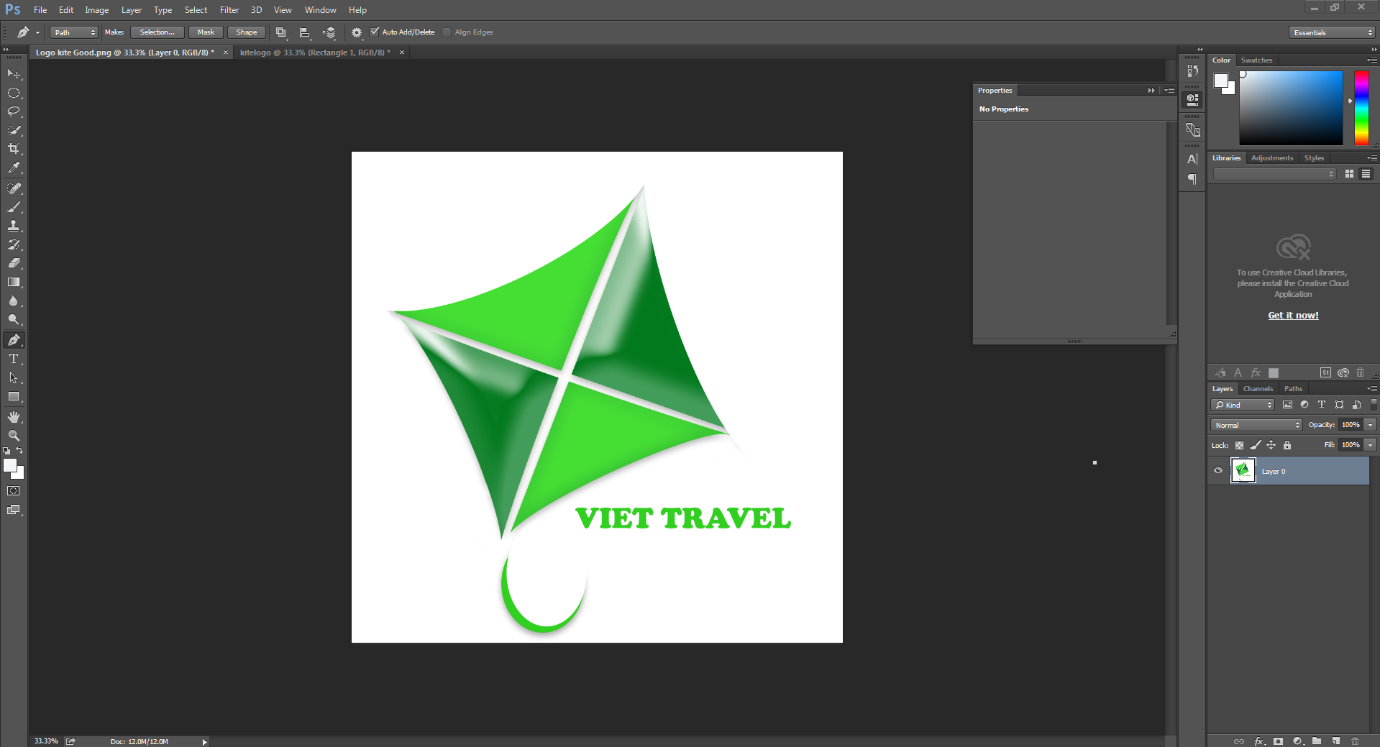 Ps File Edit Image Layer Type Select Filter 3D View Window Help
Path Make: Selection... Mask Shape Auto Add/Delete Align Edges Essentials
Logo kite Good.png @ 33.3% (Layer 0, RGB/8) * × kitelogo @ 33.3% (Rectangle 1, RGB/8) * ×
Color Swatches
Properties
No Properties
Libraries Adjustments Styles
To use Creative Cloud Libraries,
please install the Creative Cloud
Application
Get it now!
Layers Channels Paths
Kind
Normal Opacity: 100%
Lock: Fill: 100%
Layer 0
VIET TRAVEL
33.33% Doc: 12.0M/12.0M